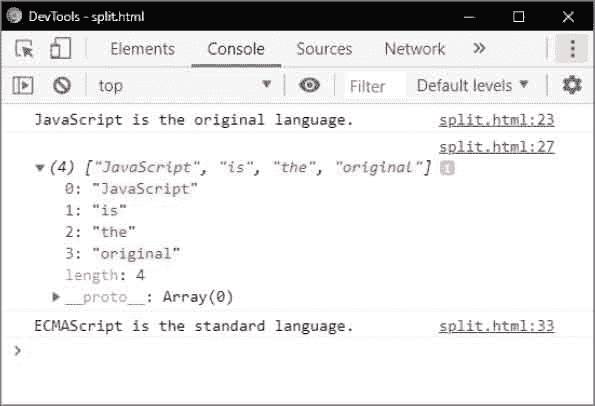 DevTools - split.html
Elements Console Sources Network »
top Filter Default levels
JavaScript is the original language. split.html:23
split.html:27
(4) ["JavaScript", "is", "the", "original"] i
0: "JavaScript"
1: "is"
2: "the"
3: "original"
length: 4
__proto__: Array(0)
ECMAScript is the standard language. split.html:33
>